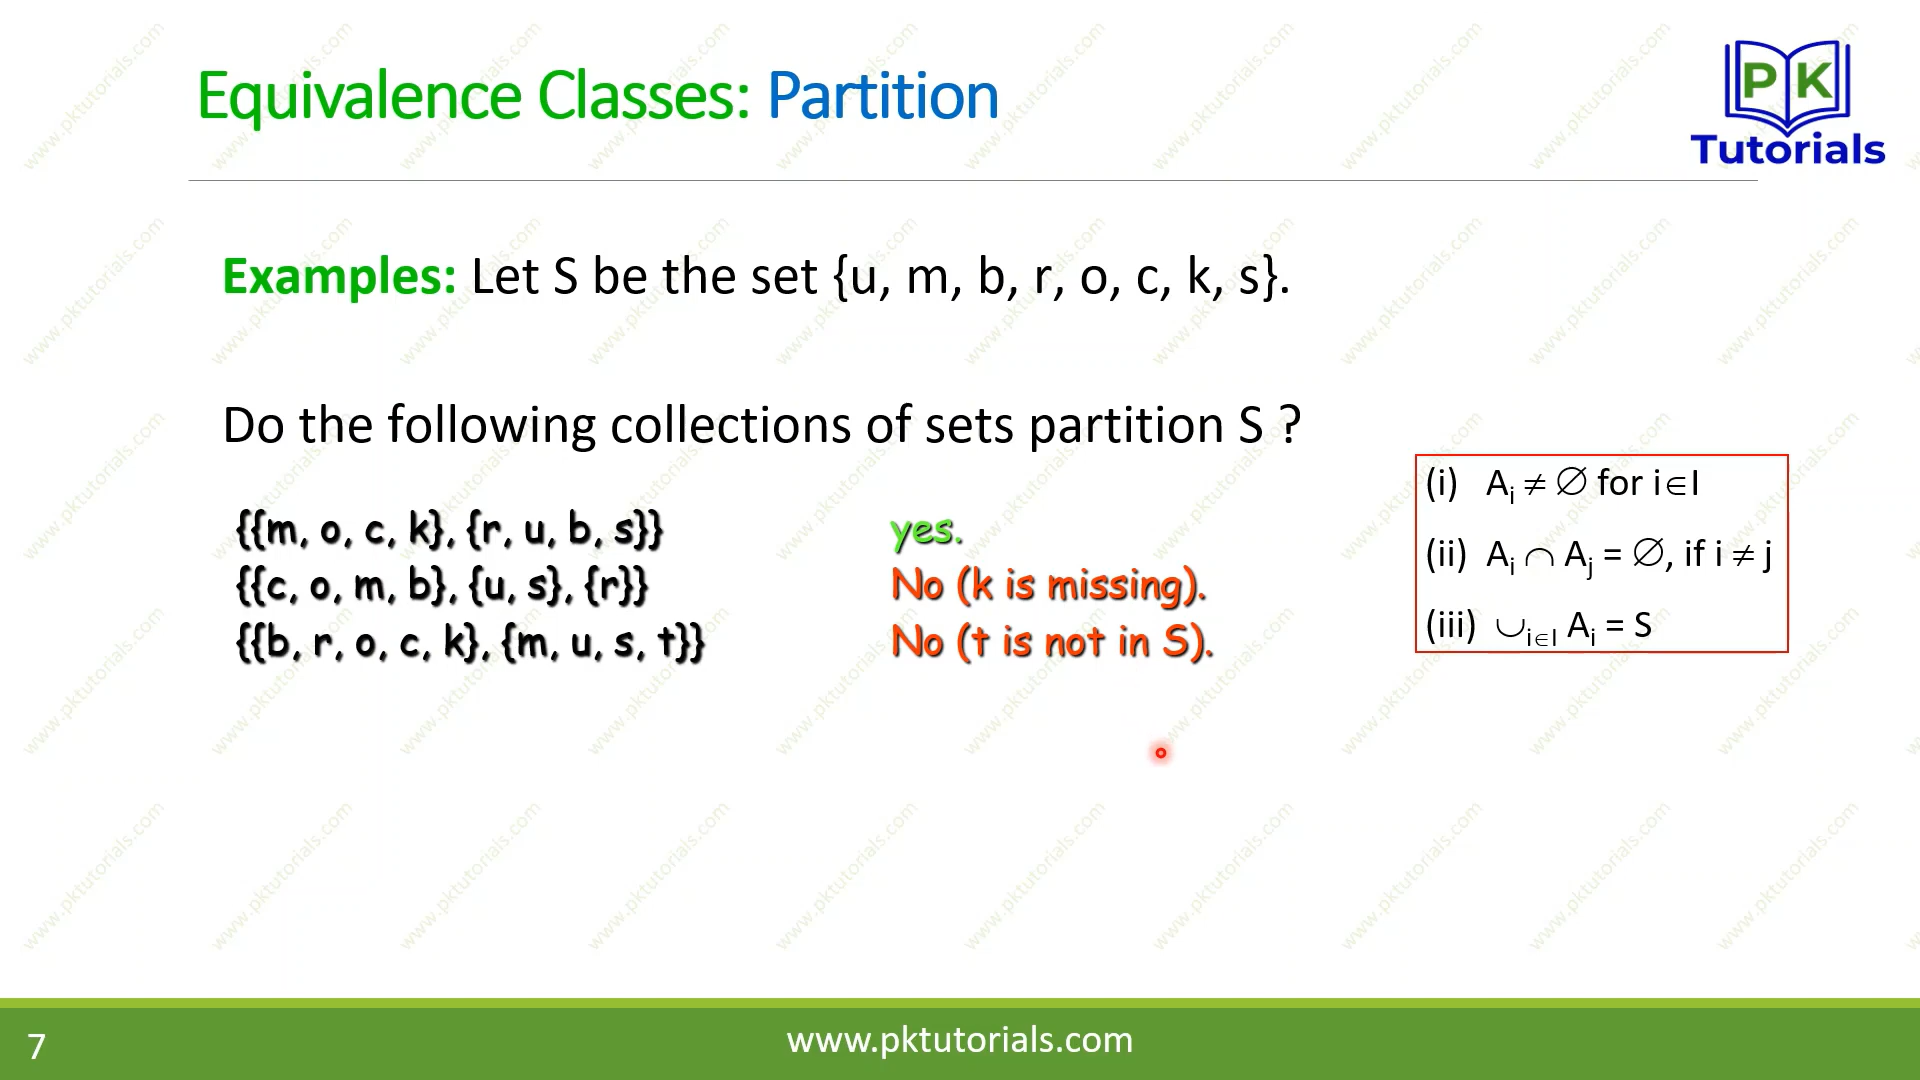 Equivalence Classes: Partition
PK
Tutorials
Examples: Let S be the set {u, m, b, r, o, c, k, s}.
Do the following collections of sets partition S ?
{{m, o, c, k}, {r, u, b, s}} yes.
{{c, o, m, b}, {u, s}, {r}} No (k is missing).
{{b, r, o, c, k}, {m, u, s, t}} No (t is not in S).
(i) Aᵢ ≠ ∅ for i∈I
(ii) Aᵢ ∩ Aⱼ = ∅, if i ≠ j
(iii) ∪i∈I Aᵢ = S
7
www.pktutorials.com